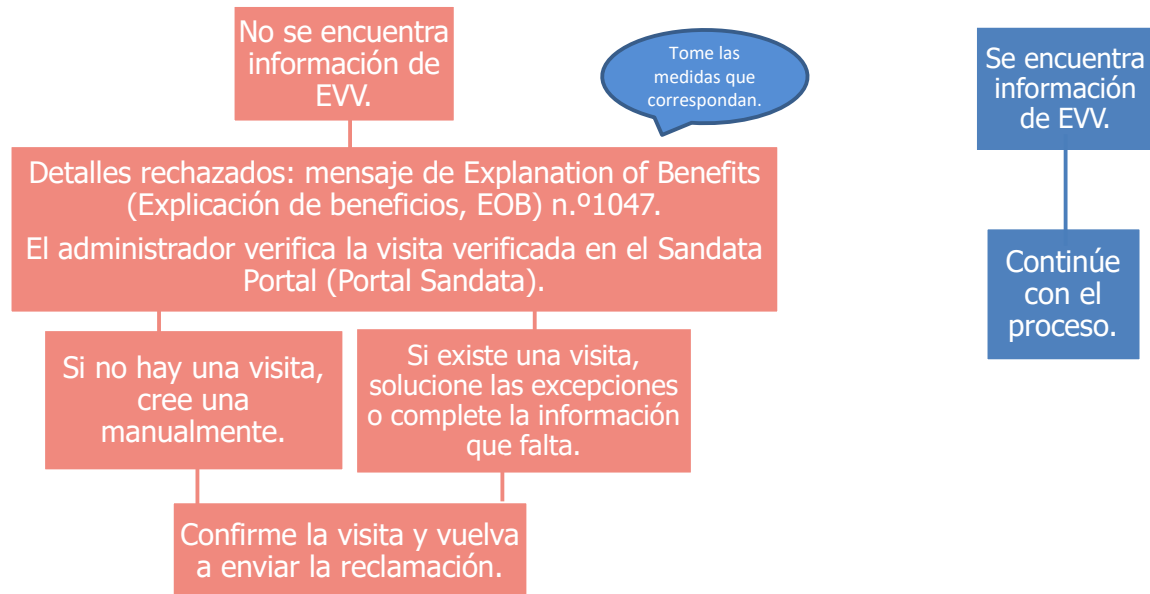 No se encuentra
información de
EVV.
Tome las
medidas que
correspondan.
Detalles rechazados: mensaje de Explanation of Benefits
(Explicación de beneficios, EOB) n.º1047.
El administrador verifica la visita verificada en el Sandata
Portal (Portal Sandata).
Si no hay una visita,
cree una
manualmente.
Si existe una visita,
solucione las excepciones
o complete la información
que falta.
Confirme la visita y vuelva
a enviar la reclamación.
Se encuentra
información
de EVV.
Continúe
con el
proceso.